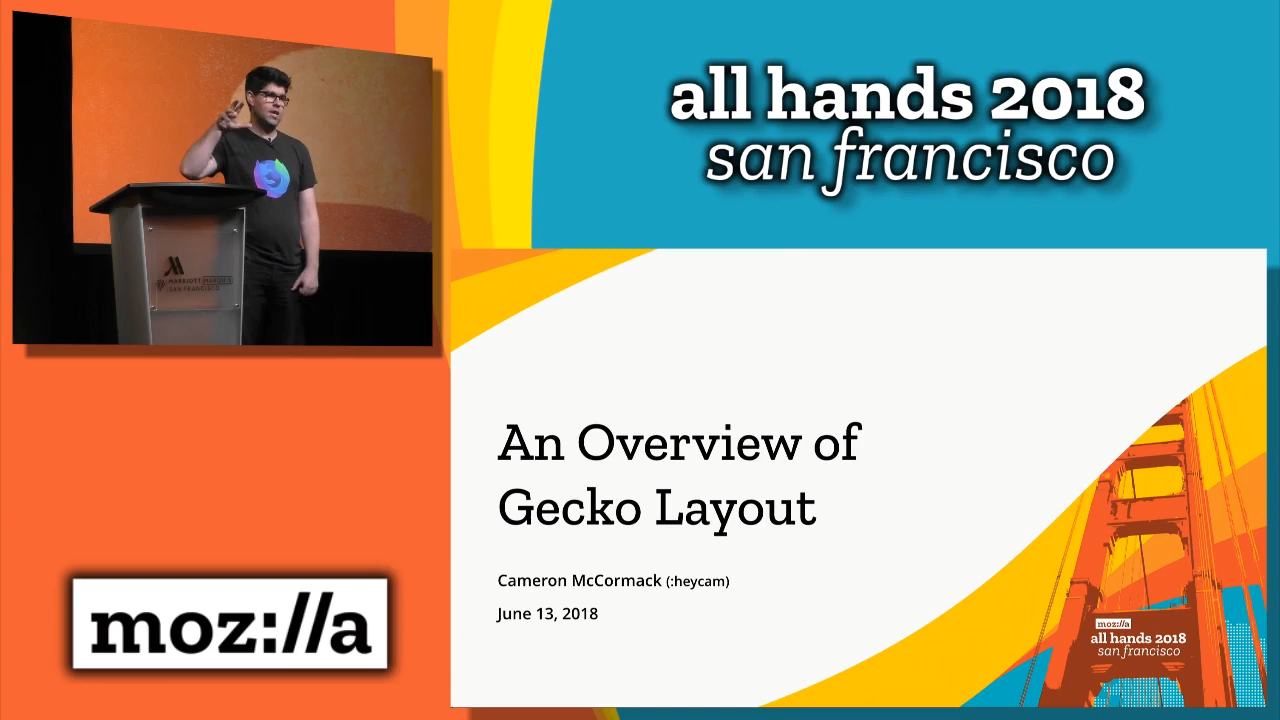 all hands 2018
san francisco
MARRIOTT MARQUIS
SAN FRANCISCO
An Overview of
Gecko Layout
Cameron McCormack (:heycam)
June 13, 2018
moz://a
moz://a
all hands 2018
san francisco